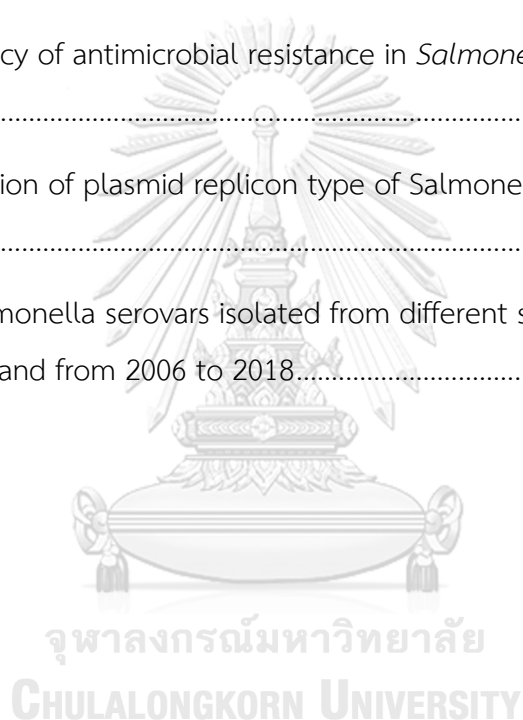 cy of antimicrobial resistance in Salmone
....................................................................................................
ion of plasmid replicon type of Salmone
....................................................................................................
monella serovars isolated from different s
and from 2006 to 2018...............................................
จุฬาลงกรณ์มหาวิทยาลัย
CHULALONGKORN UNIVERSITY